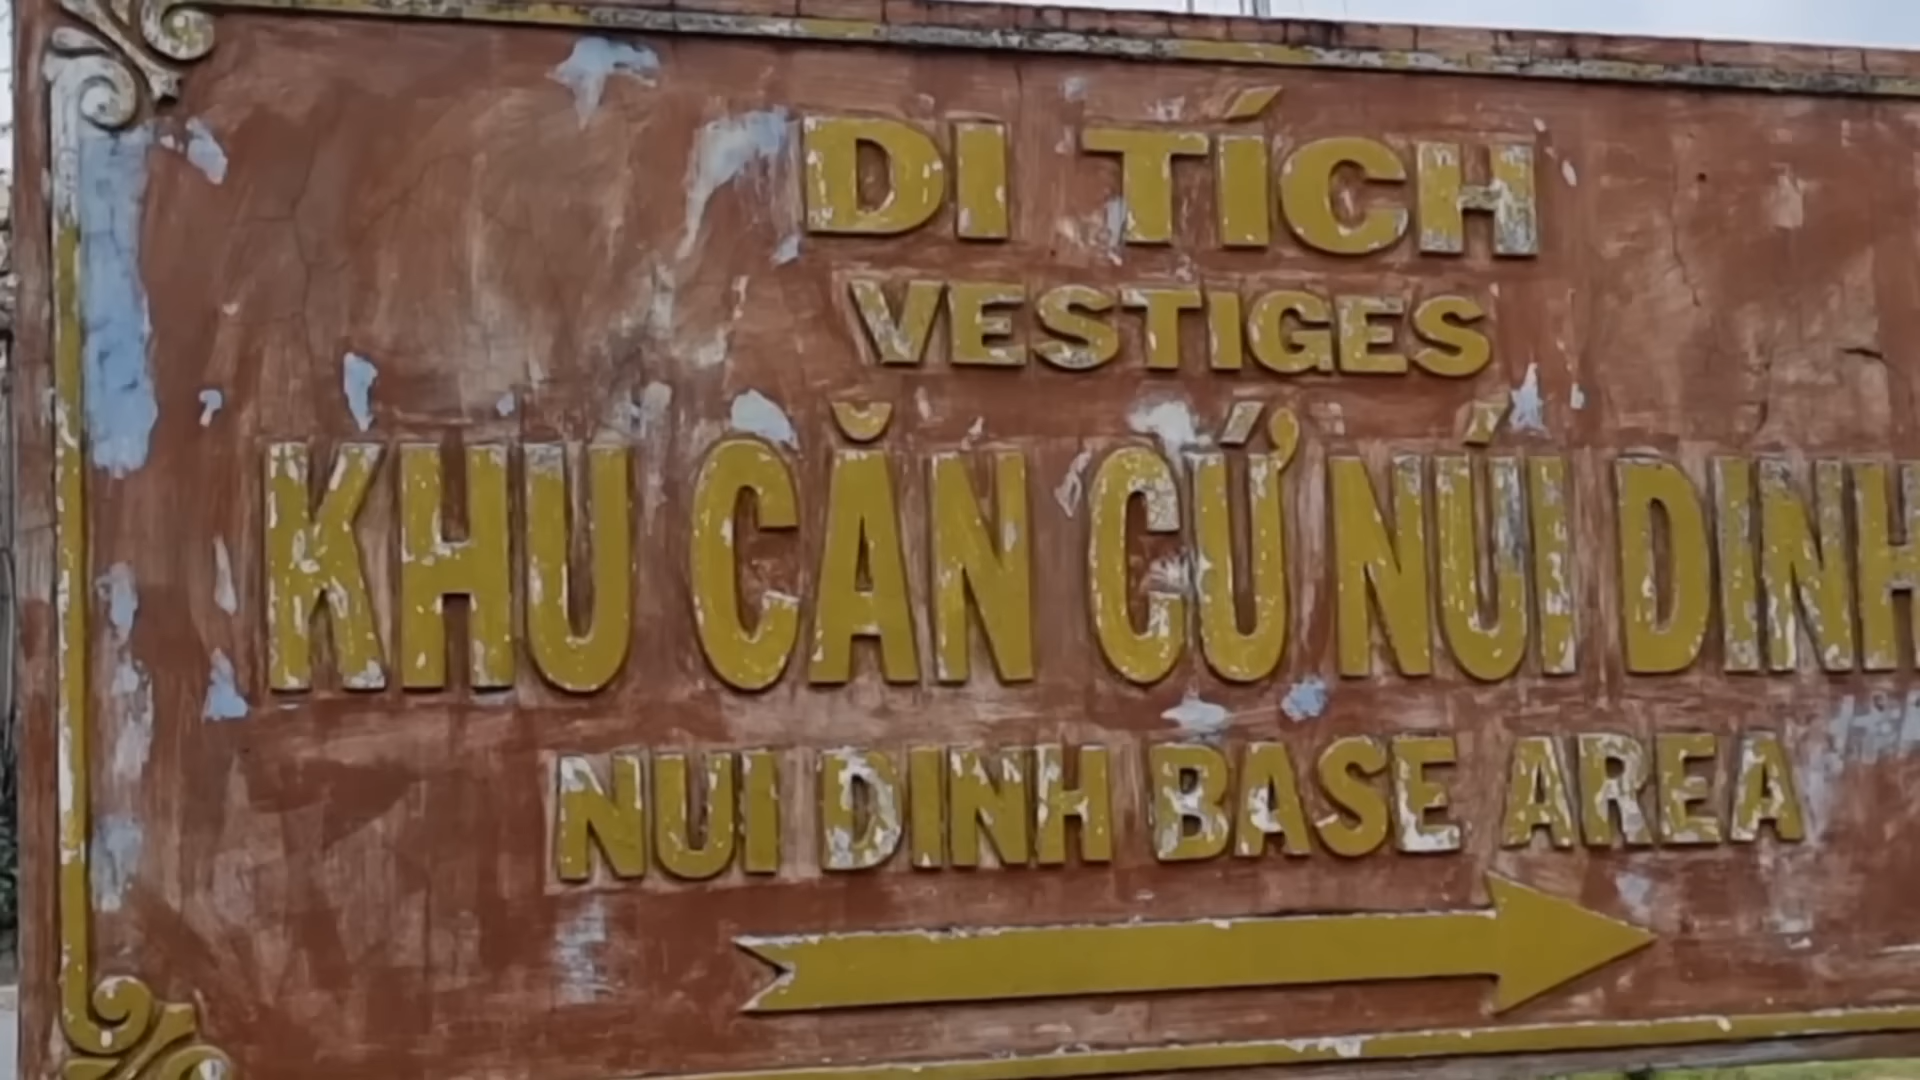 DI TÍCH
VESTIGES
KHU CĂN CỨ NÚI DINH
NUI DINH BASE AREA